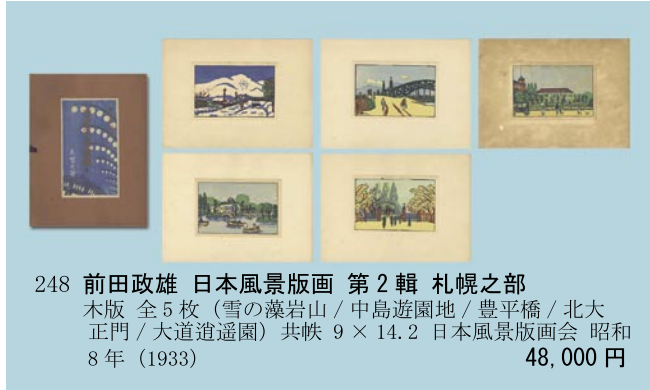 248 前田政雄 日本風景版画 第2輯 札幌之部
木版 全5枚（雪の藻岩山/中島遊園地/豊平橋/北大
正門/大道逍遥園）共帙 9×14.2 日本風景版画会 昭和
8年（1933） 48,000円